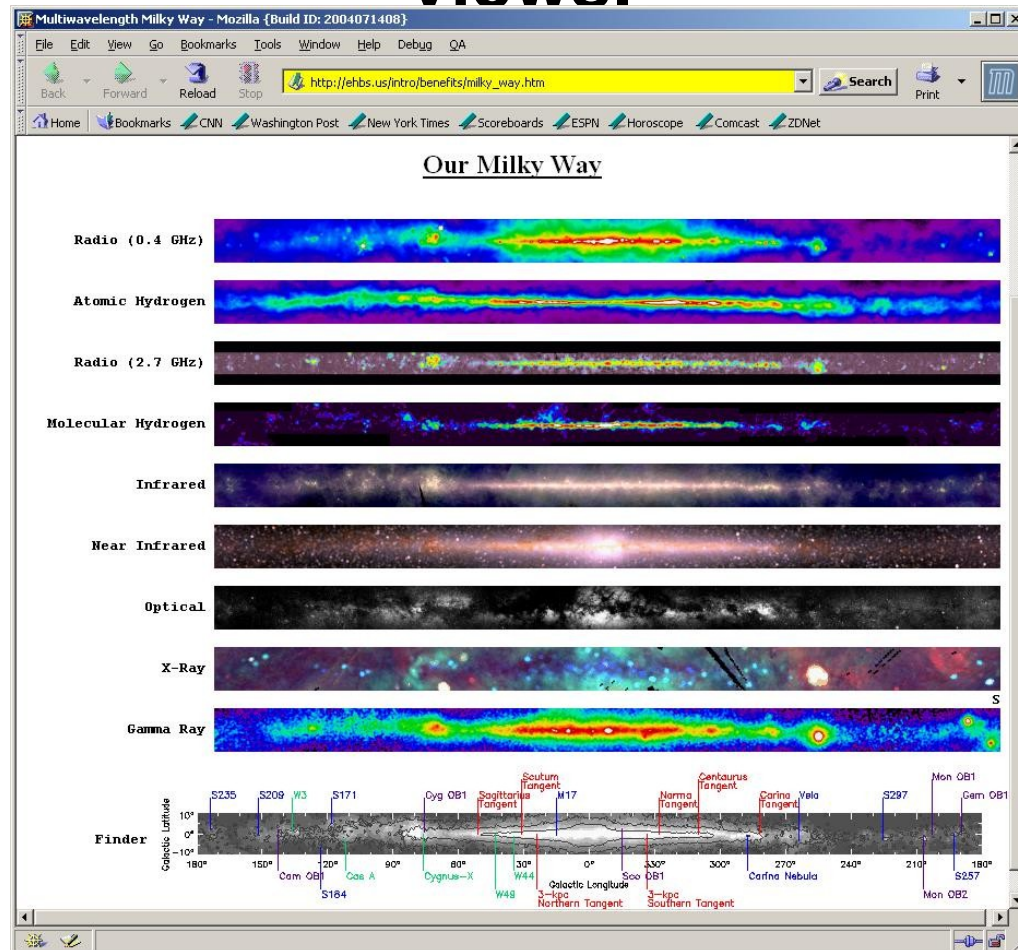 Viewer
Multiwavelength Milky Way - Mozilla {Build ID: 2004071408}
File Edit View Go Bookmarks Tools Window Help Debug QA
Back Forward Reload Stop http://ehbs.us/intro/benefits/milky_way.htm Search Print
Home Bookmarks CNN Washington Post New York Times Scoreboards ESPN Horoscope Comcast ZDNet
Our Milky Way
Radio (0.4 GHz)
Atomic Hydrogen
Radio (2.7 GHz)
Molecular Hydrogen
Infrared
Near Infrared
Optical
X-Ray
S
Gamma Ray
Scutum Tangent Centaurus Tangent Mon OB1
S235 S209 W3 S171 Cyg OB1 Sagittarius Tangent M17 Norma Tangent Carina Tangent Vela S297 Gem OB1
Finder
Galactic Latitude
10°
0°
-10°
180° 150° 120° 90° 60° 30° 0° 330° 300° 270° 240° 210° 180°
Cam OB1 Cas A Cygnus-X W44 Sco OB1 Carina Nebula S257
Galactic Longitude
S184 W49 3-kpc Northern Tangent 3-kpc Southern Tangent Mon OB2